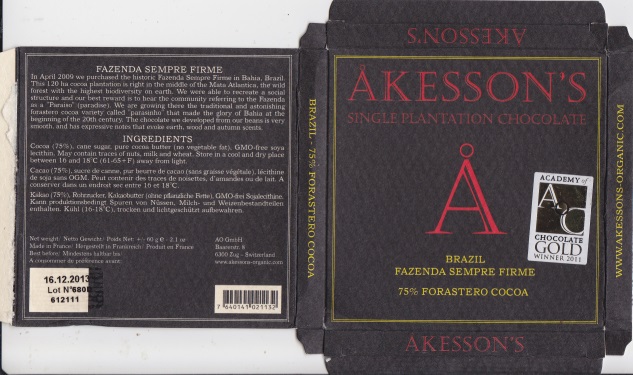 FAZENDA SEMPRE FIRME
In April 2009 we purchased the historic Fazenda Sempre Firme in Bahia, Brazil.
This 120 ha cocoa plantation is right in the middle of the Mata Atlantica, the wild
forest with the highest biodiversity on earth. We were able to recreate a social
structure and our best reward is to hear the community referring to the Fazenda
as a "Paraiso" (paradise). We are growing there the traditional and astonishing
forastero cocoa variety called "parasinho" that made the glory of Bahia at the
beginning of the 20th century. The chocolate we developed from our beans is very
smooth, and has expressive notes that evoke earth, wood and autumn scents.
INGREDIENTS
Cocoa (75%), cane sugar, pure cocoa butter (no vegetable fat), GMO-free soya
lecithin. May contain traces of nuts, milk and wheat. Store in a cool and dry place
between 16 and 18°C (61-65+ F) away from light.
Cacao (75%), sucre de canne, pur beurre de cacao (sans graisse végétale), lécithine
de soja sans OGM. Peut contenir des traces de noisettes, d'amandes ou de lait. A
conserver dans un endroit sec entre 16 et 18°C.
Kakao (75%), Rohrzucker, Kakaobutter (ohne pflanzliche Fette), GMO-frei Sojalecithine.
Kann produktionsbedingt Spuren von Nüssen, Milch- und Weizenbestandteilen
enthalten. Kühl (16-18°C), trocken und lichtgeschützt aufbewahren.
Net weight/ Netto Gewicht/ Poids Net: +- 60 g - 2.1 oz
Made in France/ Hergestellt in Frankreich/ Produit en France
Best before/ Mindestens haltbar bis:
A consommer de préférence avant:
AO GmbH
Baarerstr. 8
6300 Zug - Switzerland
www.akessons-organic.com
16.12.2013
Lot N°680
612111
7 640141 021132
BRAZIL - 75% FORASTERO COCOA
AKESSON'S
ÅKESSON'S
SINGLE PLANTATION CHOCOLATE
Å
ACADEMY of
A C
CHOCOLATE
GOLD
WINNER 2011
BRAZIL
FAZENDA SEMPRE FIRME
75% FORASTERO COCOA
AKESSON'S
WWW.AKESSONS-ORGANIC.COM